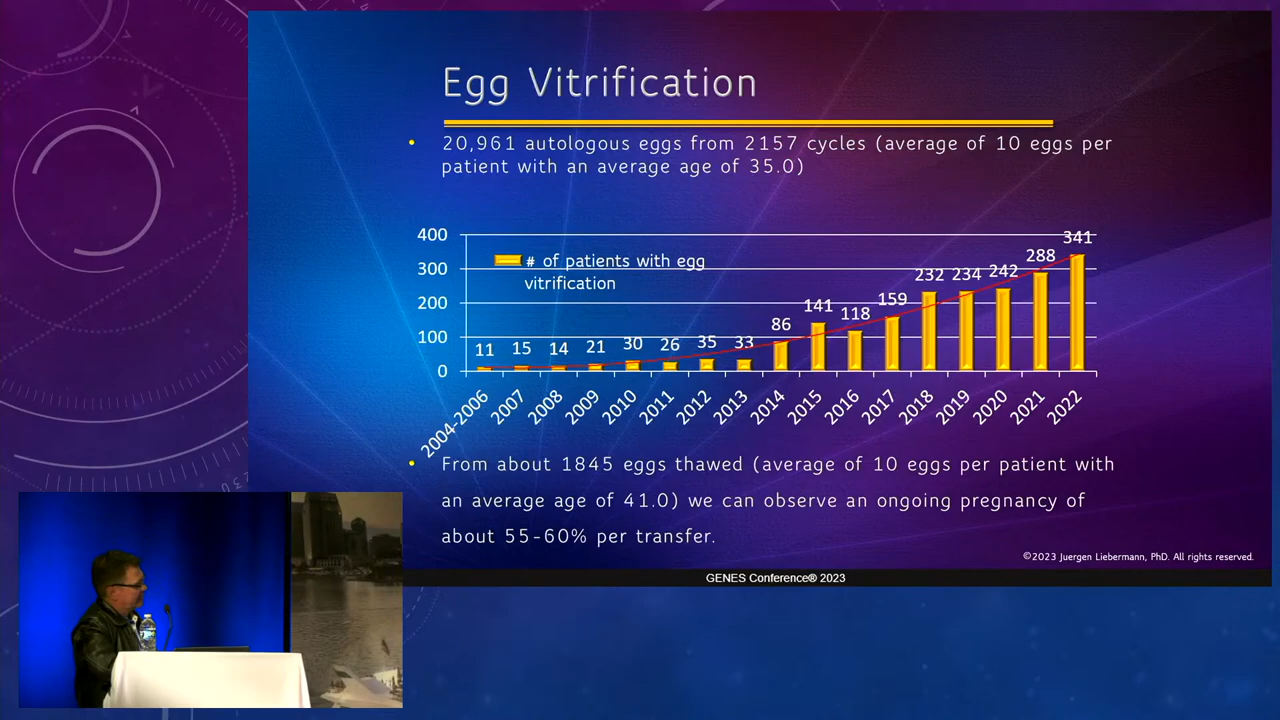 Egg Vitrification
• 20,961 autologous eggs from 2157 cycles (average of 10 eggs per
patient with an average age of 35.0)
400
300
200
100
0
# of patients with egg
vitrification
11 15 14 21 30 26 35 33 86 141 118 159 232 234 242 288 341
2004-2006 2007 2008 2009 2010 2011 2012 2013 2014 2015 2016 2017 2018 2019 2020 2021 2022
• From about 1845 eggs thawed (average of 10 eggs per patient with
an average age of 41.0) we can observe an ongoing pregnancy of
about 55-60% per transfer.
©2023 Juergen Liebermann, PhD. All rights reserved.
GENES Conference® 2023